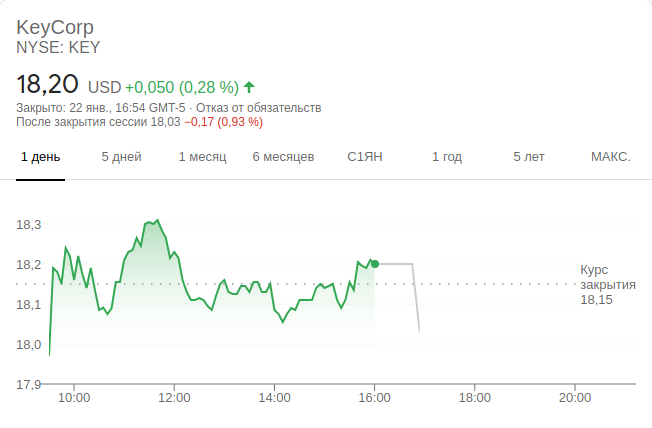 KeyCorp
NYSE: KEY
18,20 USD +0,050 (0,28 %)
Закрыто: 22 янв., 16:54 GMT-5 · Отказ от обязательств
После закрытия сессии 18,03 −0,17 (0,93 %)
1 день 5 дней 1 месяц 6 месяцев С1ЯН 1 год 5 лет МАКС.
18,3
18,2
18,1
18,0
17,9
Курс
закрытия
18,15
10:00 12:00 14:00 16:00 18:00 20:00